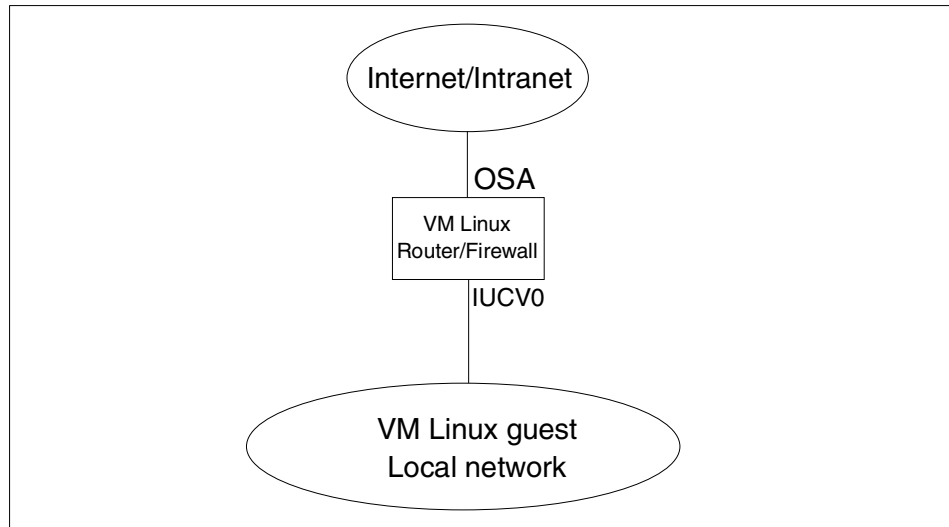 Internet/Intranet
OSA
VM Linux
Router/Firewall
IUCV0
VM Linux guest
Local network